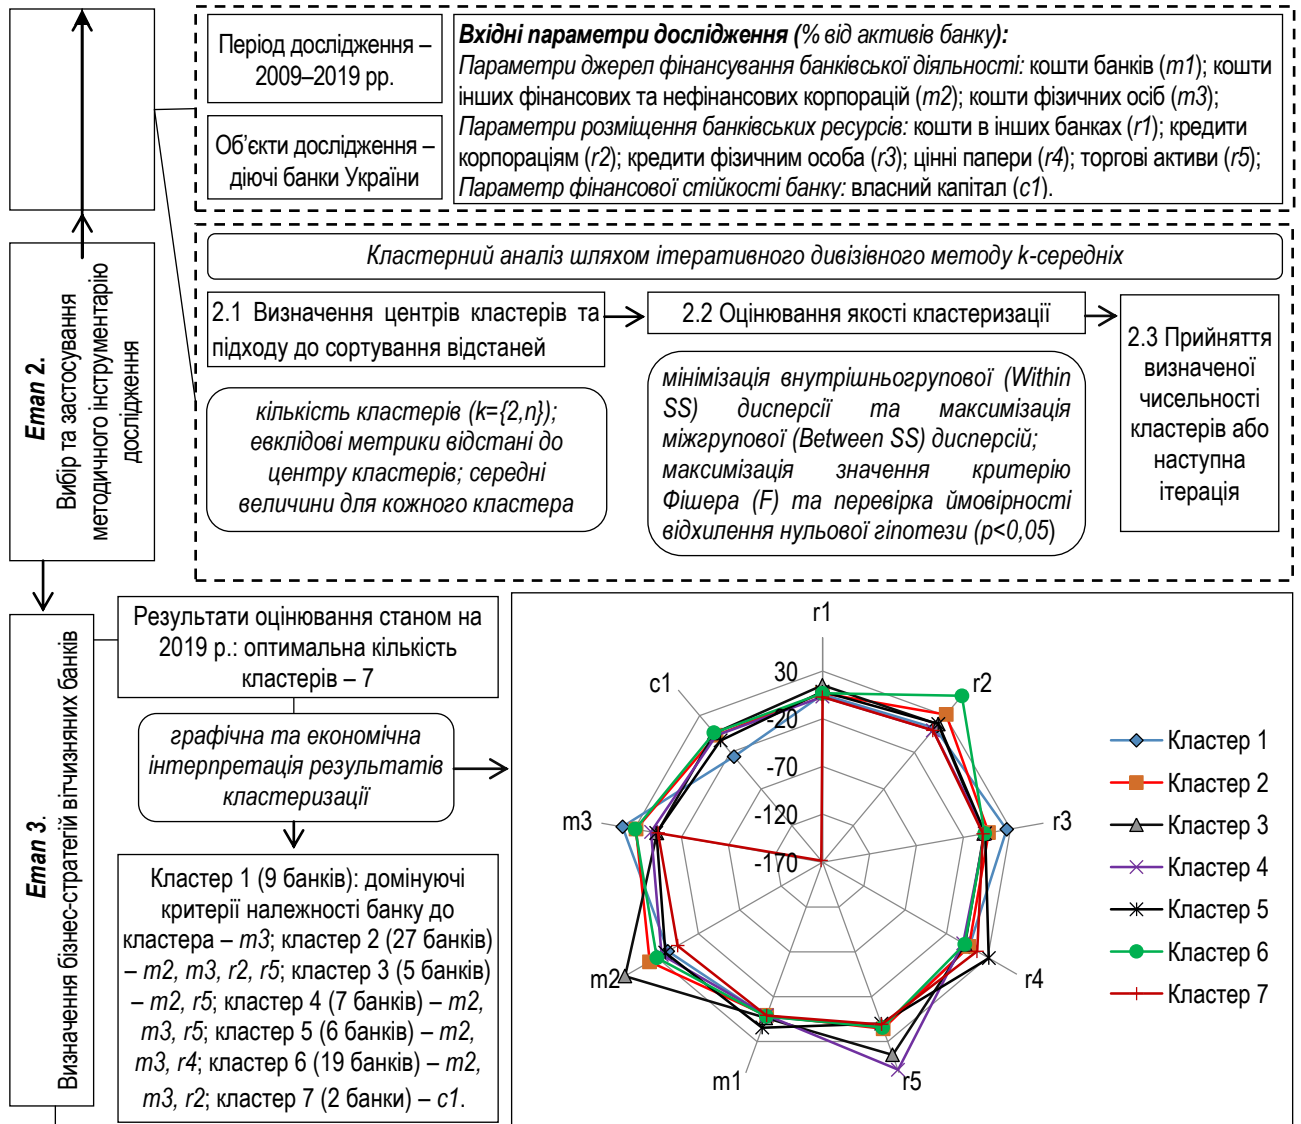 Період дослідження –
2009–2019 рр.
Об’єкти дослідження –
діючі банки України
Вхідні параметри дослідження (% від активів банку):
Параметри джерел фінансування банківської діяльності: кошти банків (m1); кошти
інших фінансових та нефінансових корпорацій (m2); кошти фізичних осіб (m3);
Параметри розміщення банківських ресурсів: кошти в інших банках (r1); кредити
корпораціям (r2); кредити фізичним особа (r3); цінні папери (r4); торгові активи (r5);
Параметр фінансової стійкості банку: власний капітал (c1).
Етап 2.
Вибір та застосування
методичного інструментарію
дослідження
Кластерний аналіз шляхом ітеративного дивізівного методу k-середніх
2.1 Визначення центрів кластерів та
підходу до сортування відстаней
кількість кластерів (k={2,n});
евклідові метрики відстані до
центру кластерів; середні
величини для кожного кластера
2.2 Оцінювання якості кластеризації
мінімізація внутрішньогрупової (Within
SS) дисперсії та максимізація
міжгрупової (Between SS) дисперсій;
максимізація значення критерію
Фішера (F) та перевірка ймовірності
відхилення нульової гіпотези (p<0,05)
2.3 Прийняття
визначеної
чисельності
кластерів або
наступна
ітерація
Етап 3.
Визначення бізнес-стратегій вітчизняних банків
Результати оцінювання станом на
2019 р.: оптимальна кількість
кластерів – 7
графічна та економічна
інтерпретація результатів
кластеризації
Кластер 1 (9 банків): домінуючі
критерії належності банку до
кластера – m3; кластер 2 (27 банків)
– m2, m3, r2, r5; кластер 3 (5 банків)
– m2, r5; кластер 4 (7 банків) – m2,
m3, r5; кластер 5 (6 банків) – m2,
m3, r4; кластер 6 (19 банків) – m2,
m3, r2; кластер 7 (2 банки) – c1.
r1
r2
r3
r4
r5
m1
m2
m3
c1
30
-20
-70
-120
-170
Кластер 1
Кластер 2
Кластер 3
Кластер 4
Кластер 5
Кластер 6
Кластер 7